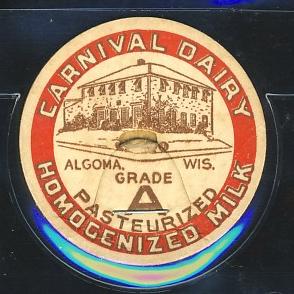 CARNIVAL DAIRY
ALGOMA, WIS.
GRADE
A
PASTEURIZED
HOMOGENIZED MILK